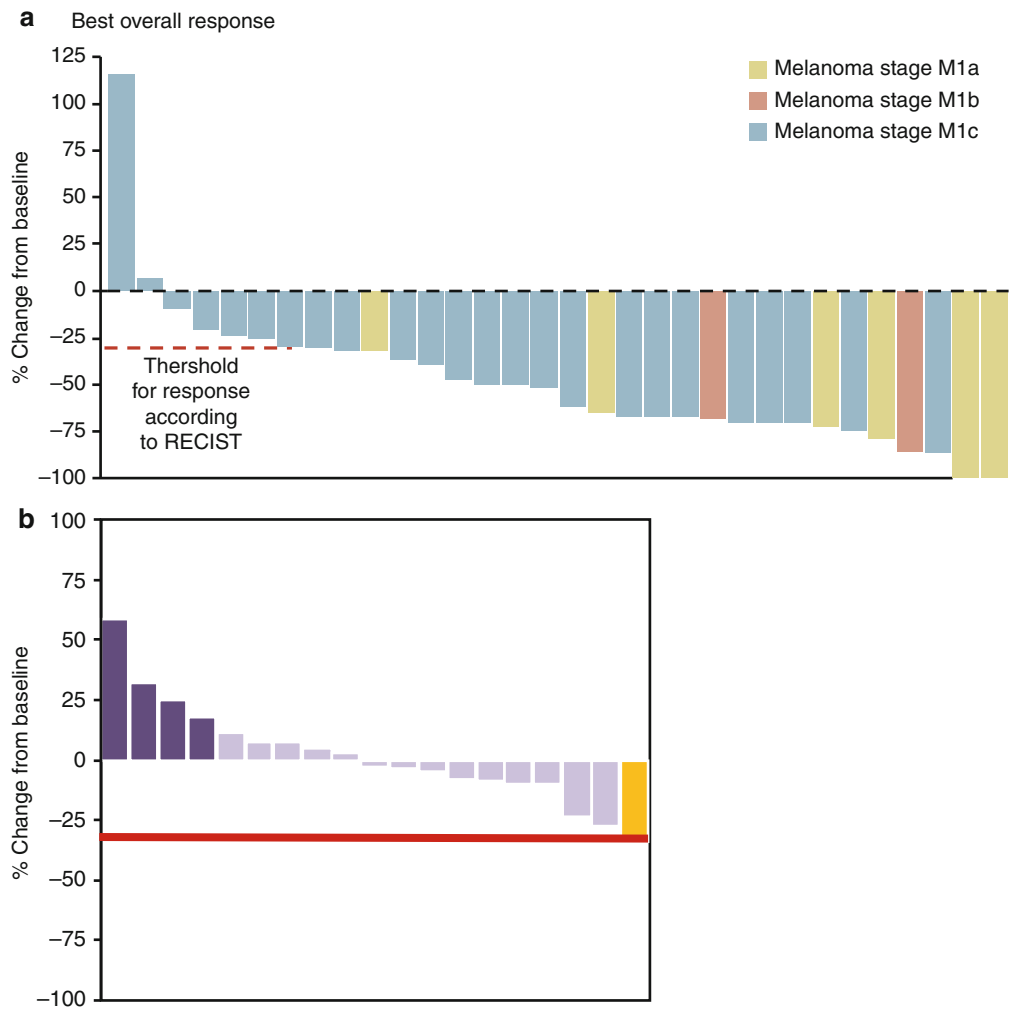 a
Best overall response
% Change from baseline
125
100
75
50
25
0
−25
−50
−75
−100
Melanoma stage M1a
Melanoma stage M1b
Melanoma stage M1c
Thershold
for response
according
to RECIST
b
% Change from baseline
100
75
50
25
0
−25
−50
−75
−100